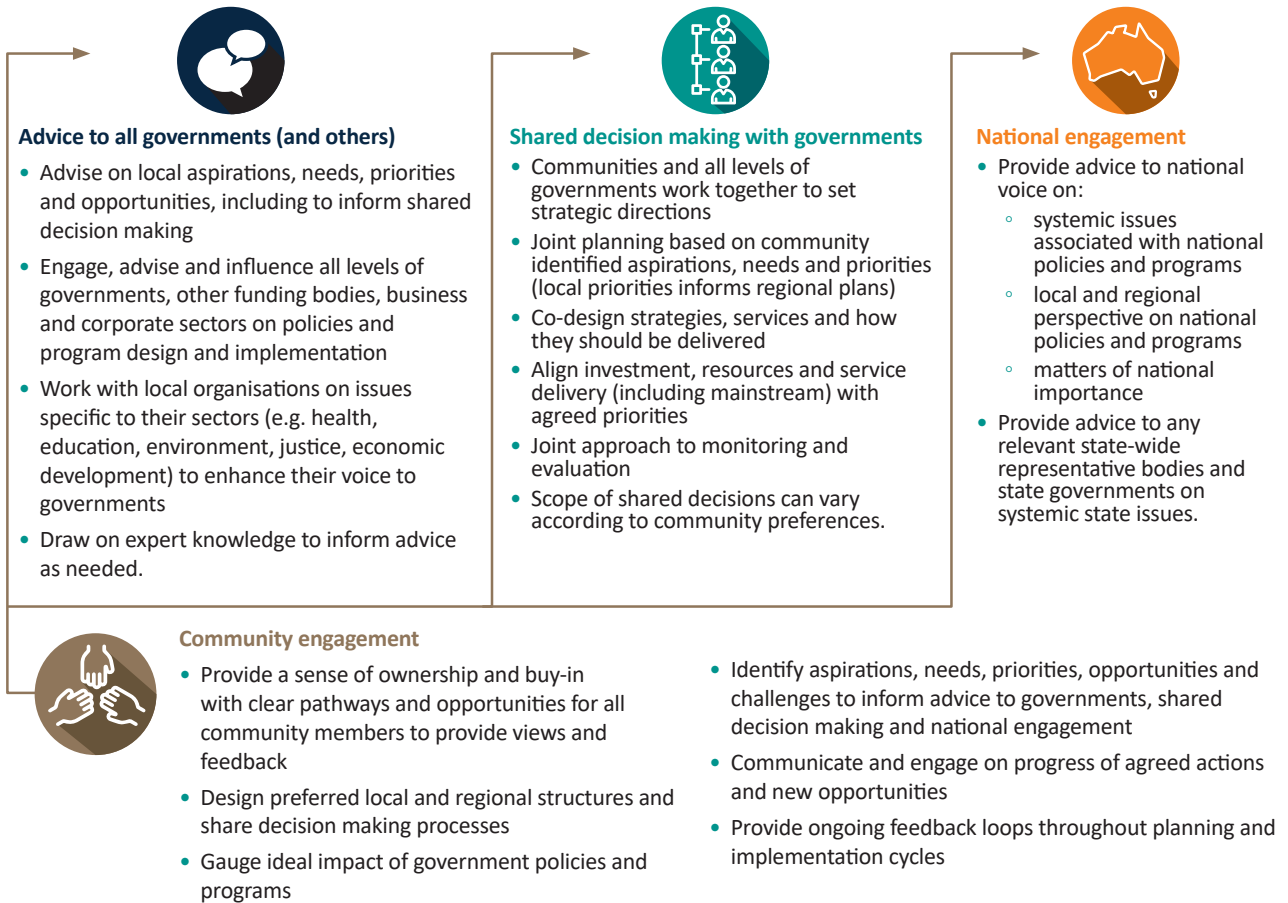 Advice to all governments (and others)
• Advise on local aspirations, needs, priorities
and opportunities, including to inform shared
decision making
• Engage, advise and influence all levels of
governments, other funding bodies, business
and corporate sectors on policies and
program design and implementation
• Work with local organisations on issues
specific to their sectors (e.g. health,
education, environment, justice, economic
development) to enhance their voice to
governments
• Draw on expert knowledge to inform advice
as needed.
Shared decision making with governments
• Communities and all levels of
governments work together to set
strategic directions
• Joint planning based on community
identified aspirations, needs and priorities
(local priorities informs regional plans)
• Co-design strategies, services and how
they should be delivered
• Align investment, resources and service
delivery (including mainstream) with
agreed priorities
• Joint approach to monitoring and
evaluation
• Scope of shared decisions can vary
according to community preferences.
National engagement
• Provide advice to national
voice on:
◦ systemic issues
associated with national
policies and programs
◦ local and regional
perspective on national
policies and programs
◦ matters of national
importance
• Provide advice to any
relevant state-wide
representative bodies and
state governments on
systemic state issues.
Community engagement
• Provide a sense of ownership and buy-in
with clear pathways and opportunities for all
community members to provide views and
feedback
• Design preferred local and regional structures and
share decision making processes
• Gauge ideal impact of government policies and
programs
• Identify aspirations, needs, priorities, opportunities and
challenges to inform advice to governments, shared
decision making and national engagement
• Communicate and engage on progress of agreed actions
and new opportunities
• Provide ongoing feedback loops throughout planning and
implementation cycles